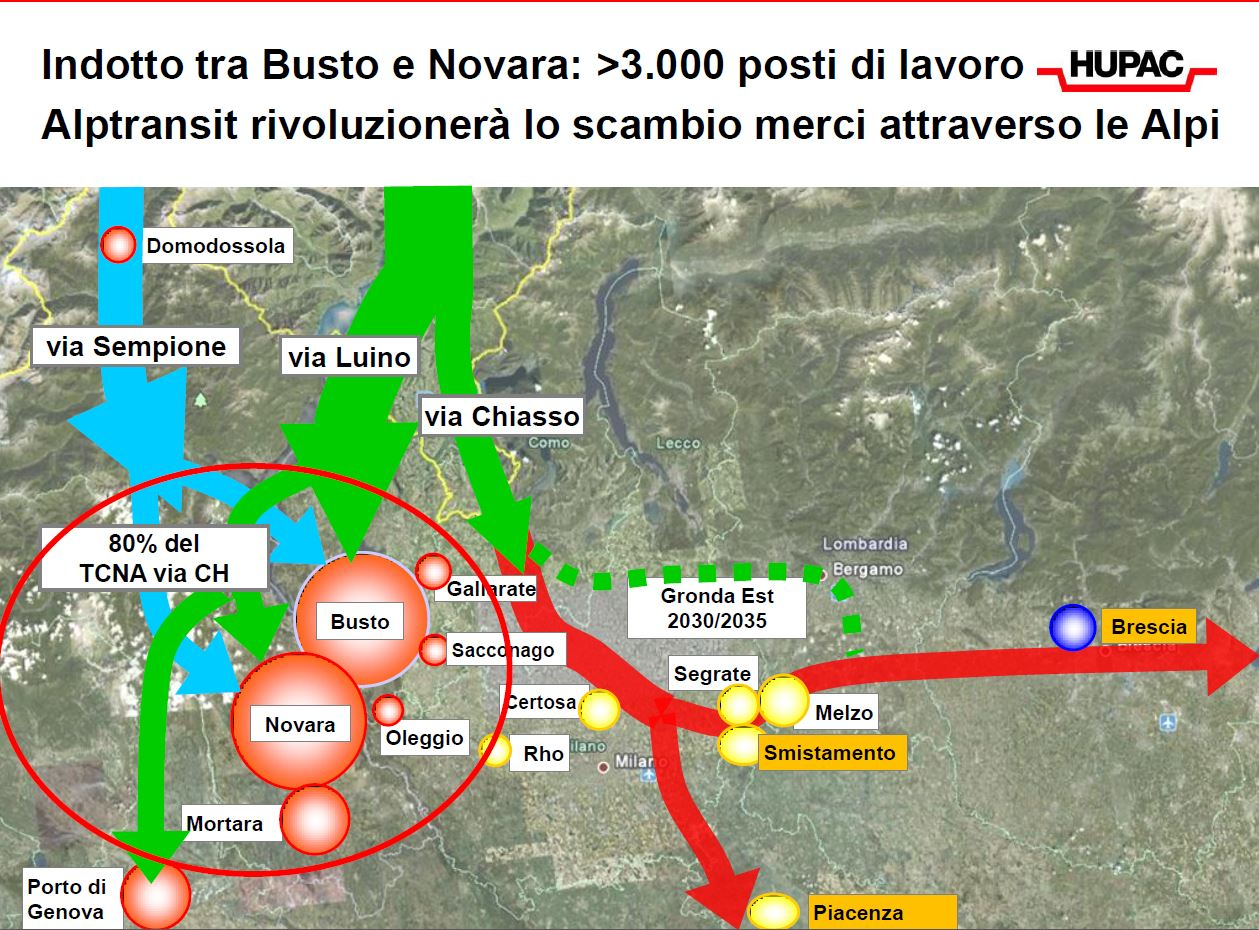 Indotto tra Busto e Novara: >3.000 posti di lavoro
HUPAC
Alptransit rivoluzionerà lo scambio merci attraverso le Alpi
Domodossola
via Sempione
via Luino
via Chiasso
Como
Lecco
80% del
TCNA via CH
Lombardia
Bergamo
Gallarate
Gronda Est
2030/2035
Busto
Brescia
Sacconago
Segrate
Certosa
Novara
Melzo
Oleggio
Rho
Milano
Smistamento
Mortara
Porto di
Genova
Piacenza